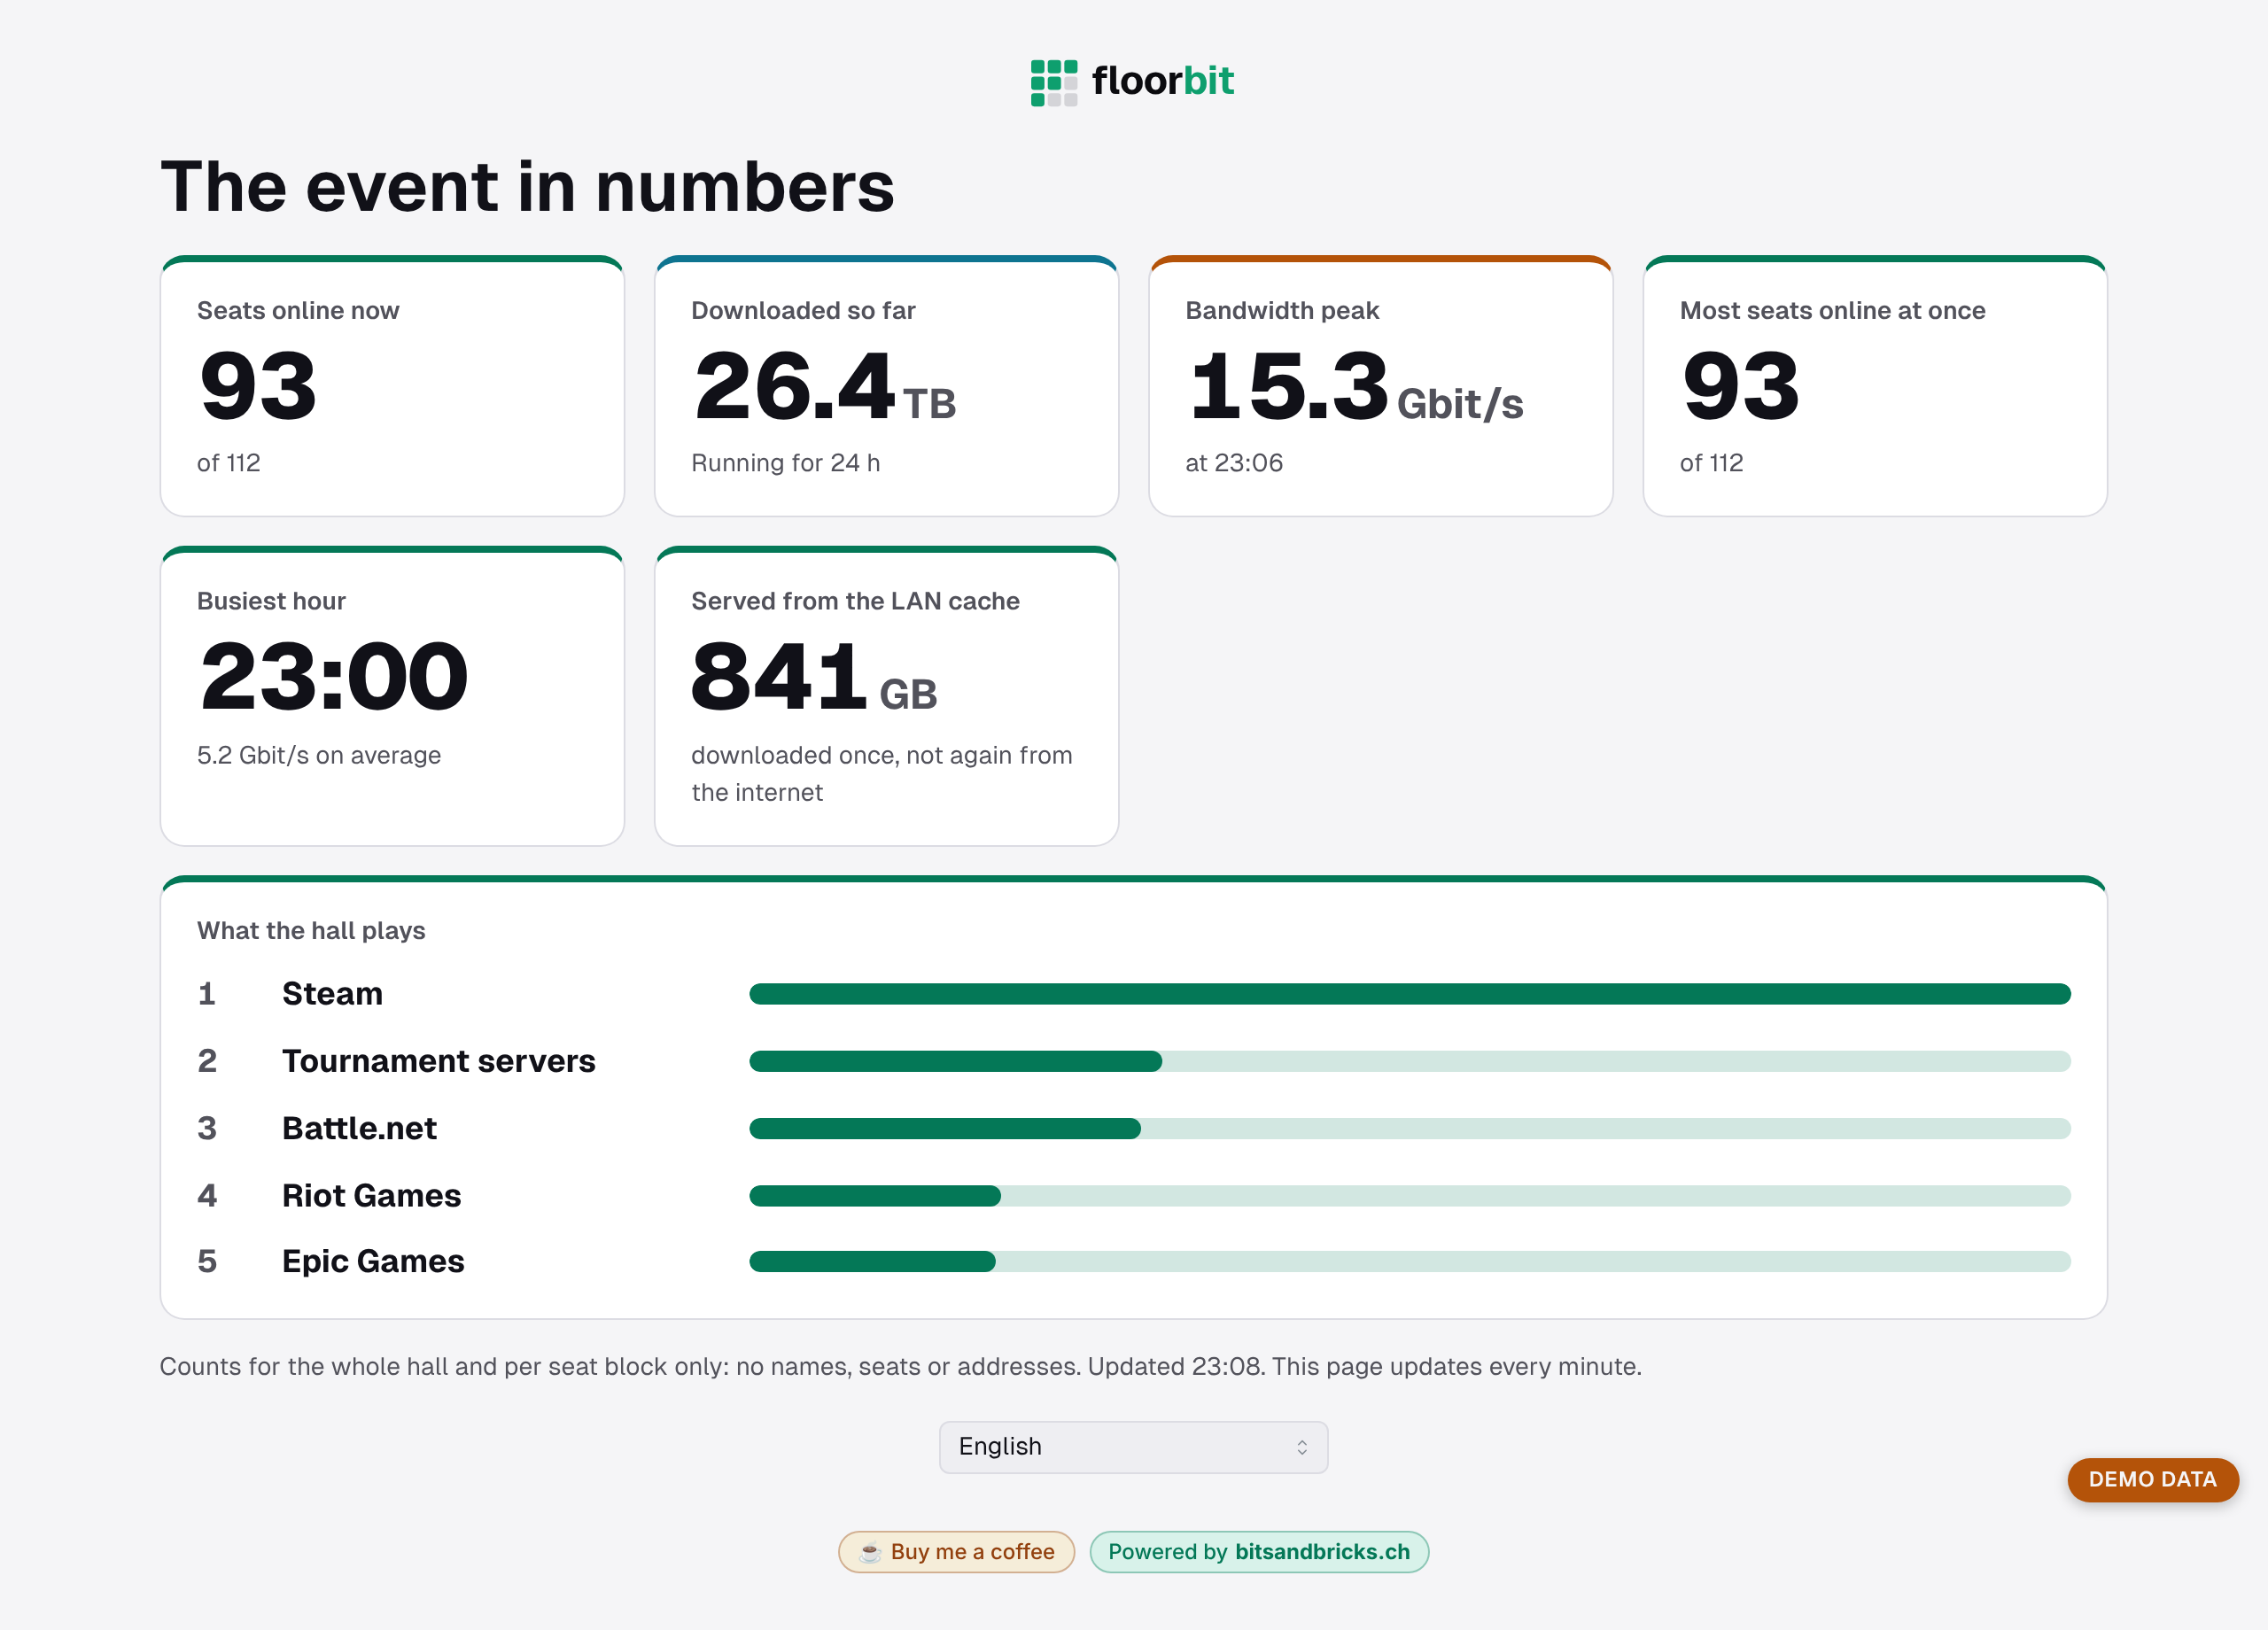 floorbit
The event in numbers
Seats online now
93
of 112
Downloaded so far
26.4 TB
Running for 24 h
Bandwidth peak
15.3 Gbit/s
at 23:06
Most seats online at once
93
of 112
Busiest hour
23:00
5.2 Gbit/s on average
Served from the LAN cache
841 GB
downloaded once, not again from
the internet
What the hall plays
1 Steam
2 Tournament servers
3 Battle.net
4 Riot Games
5 Epic Games
Counts for the whole hall and per seat block only: no names, seats or addresses. Updated 23:08. This page updates every minute.
English
DEMO DATA
Buy me a coffee
Powered by bitsandbricks.ch